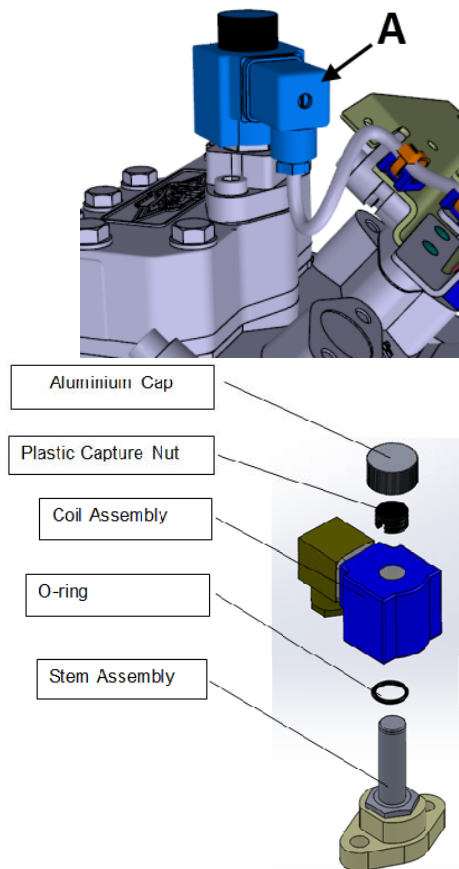 A
Aluminium Cap
Plastic Capture Nut
Coil Assembly
O-ring
Stem Assembly